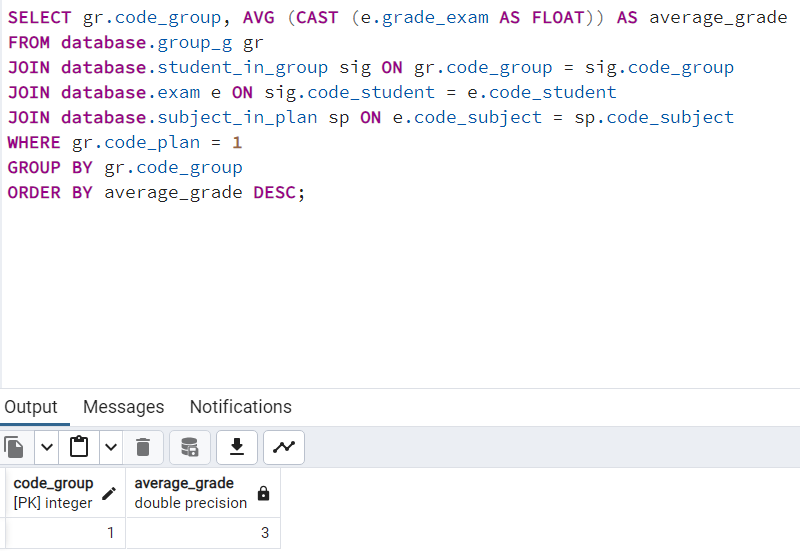 SELECT gr.code_group, AVG (CAST (e.grade_exam AS FLOAT)) AS average_grade
FROM database.group_g gr
JOIN database.student_in_group sig ON gr.code_group = sig.code_group
JOIN database.exam e ON sig.code_student = e.code_student
JOIN database.subject_in_plan sp ON e.code_subject = sp.code_subject
WHERE gr.code_plan = 1
GROUP BY gr.code_group
ORDER BY average_grade DESC;
Output Messages Notifications
code_group average_grade
[PK] integer double precision
1 3